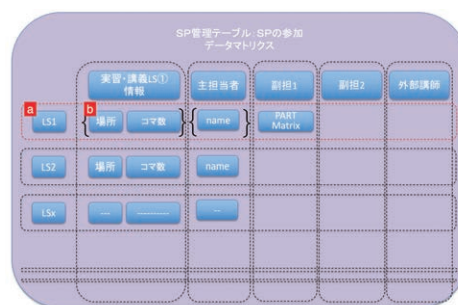 SP管理テーブル SPの参加
データマトリクス
実習・講義LS①
情報
主担当者
副担1
副担2
外部講師
a
b
LS1
場所
コマ数
name
PART
Matrix
LS2
場所
コマ数
name
LSx
---
----------
--